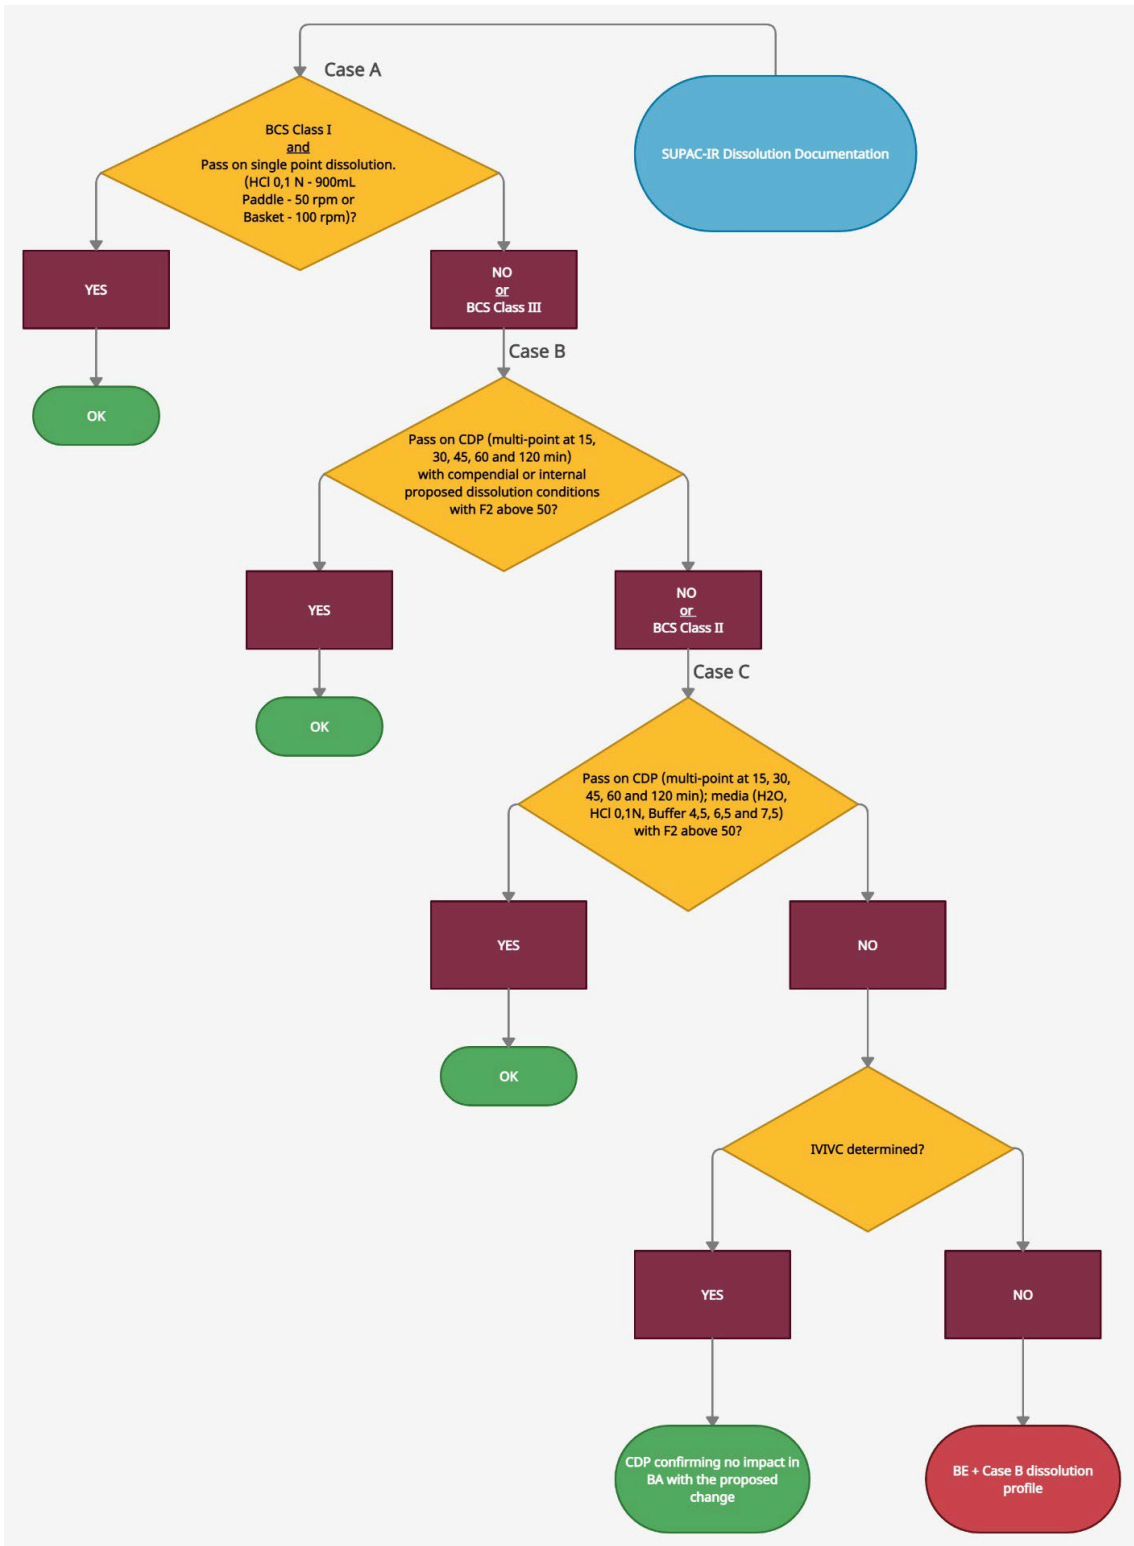 Case A
SUPAC-IR Dissolution Documentation
BCS Class I
and
Pass on single point dissolution.
(HCl 0,1 N - 900mL
Paddle - 50 rpm or
Basket - 100 rpm)?
YES
NO
or
BCS Class III
OK
Case B
Pass on CDP (multi-point at 15,
30, 45, 60 and 120 min)
with compendial or internal
proposed dissolution conditions
with F2 above 50?
YES
NO
or
BCS Class II
OK
Case C
Pass on CDP (multi-point at 15, 30,
45, 60 and 120 min); media (H2O,
HCl 0,1N, Buffer 4,5, 6,5 and 7,5)
with F2 above 50?
YES
NO
OK
IVIVC determined?
YES
NO
CDP confirming no impact in
BA with the proposed
change
BE + Case B dissolution
profile